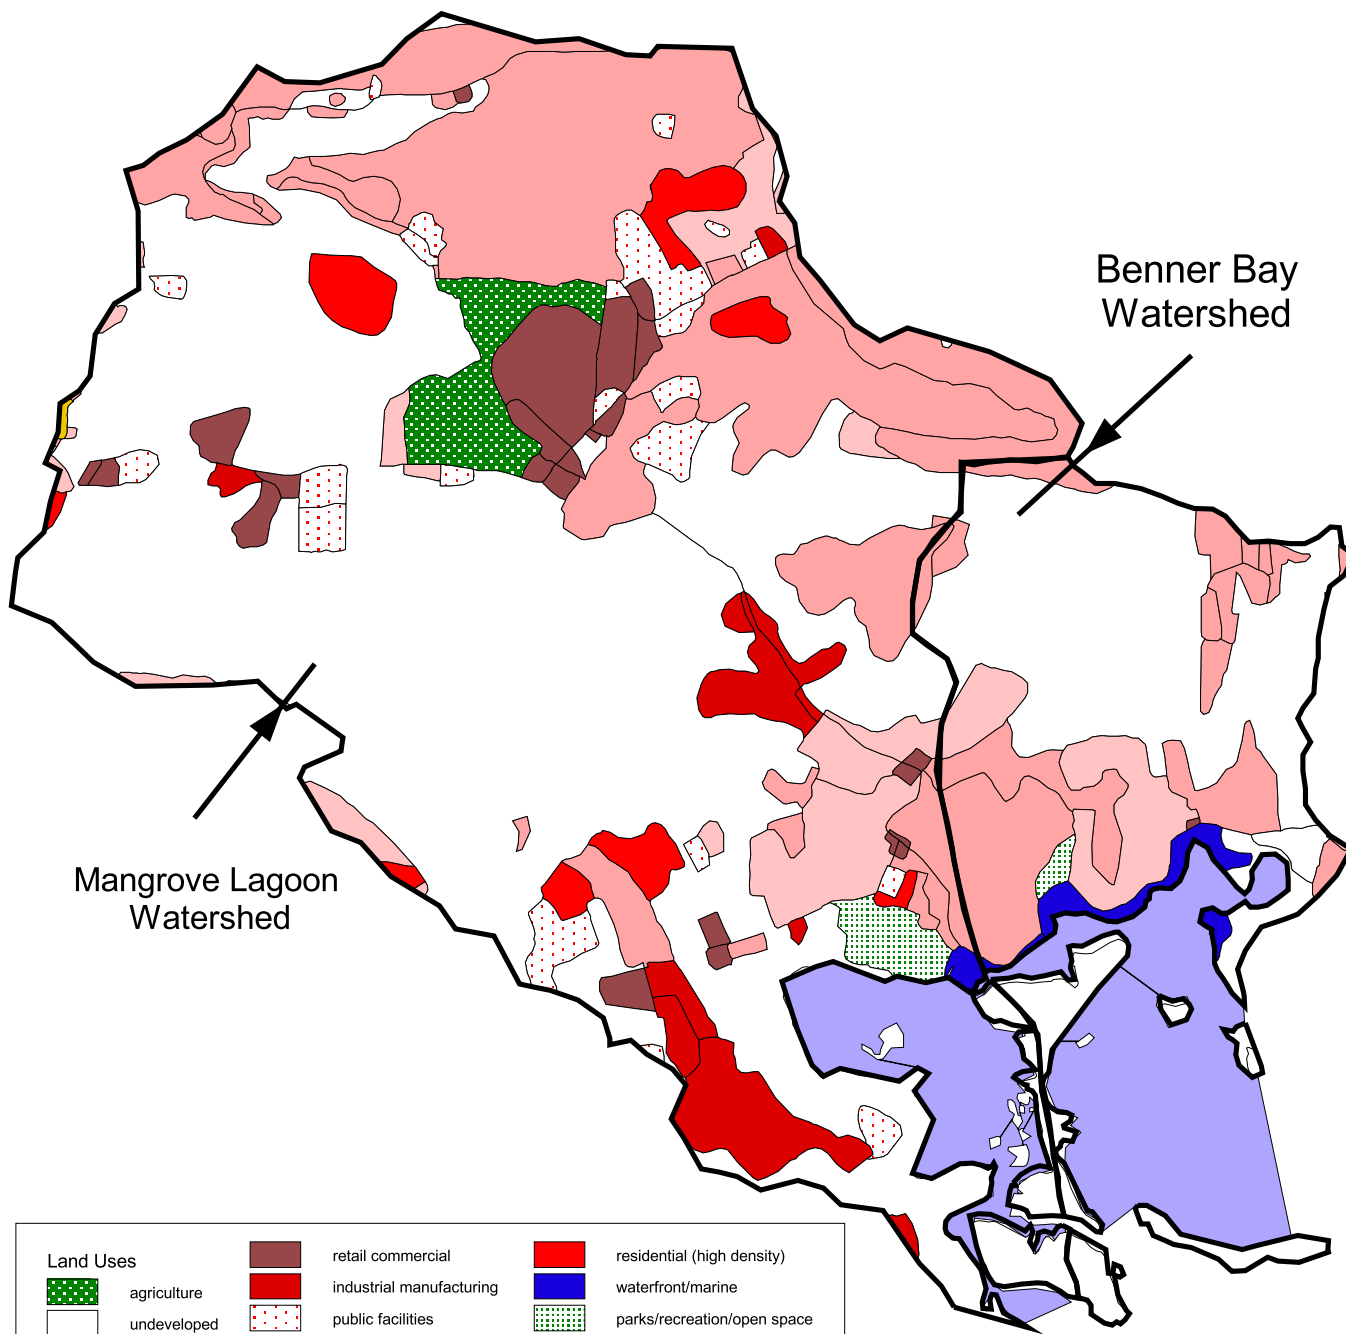 Benner Bay
Watershed
Mangrove Lagoon
Watershed
Land Uses
agriculture
undeveloped
retail commercial
industrial manufacturing
public facilities
residential (high density)
waterfront/marine
parks/recreation/open space